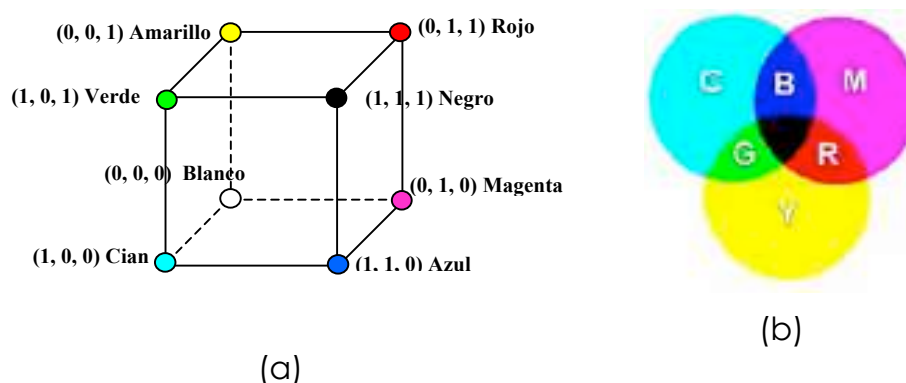 (0, 0, 1) Amarillo
(0, 1, 1) Rojo
(1, 0, 1) Verde
(1, 1, 1) Negro
(0, 0, 0) Blanco
(0, 1, 0) Magenta
(1, 0, 0) Cian
(1, 1, 0) Azul
(a)
C B M
G R
Y
(b)